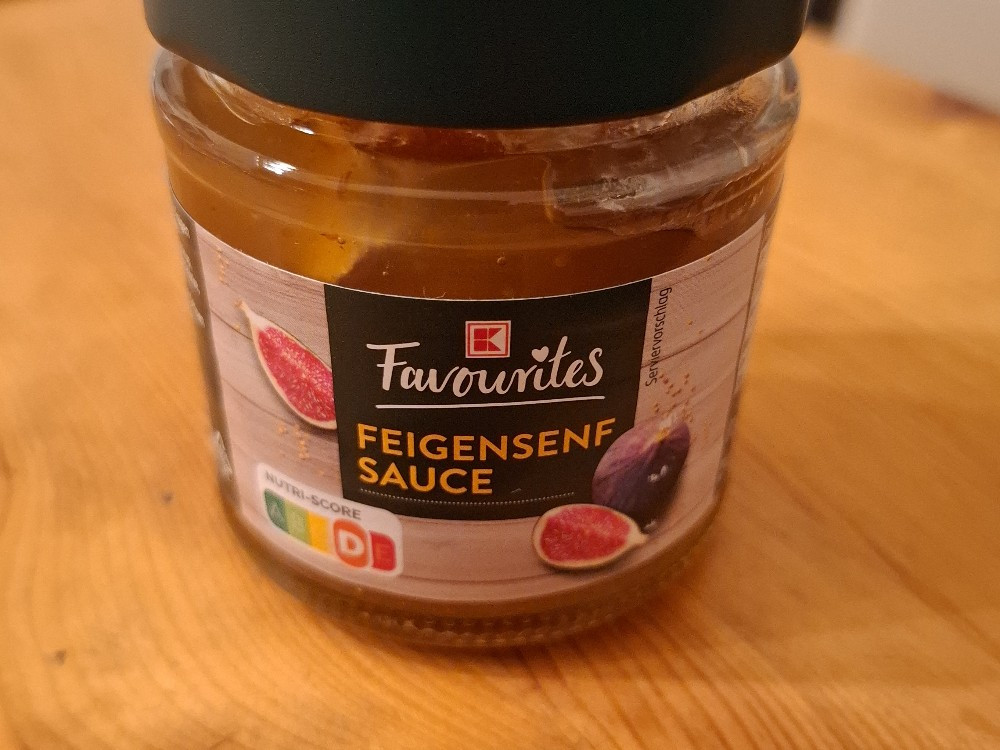 K
Favourites
FEIGENSENF
SAUCE
Serviervorschlag
NUTRI-SCORE
A B C D E